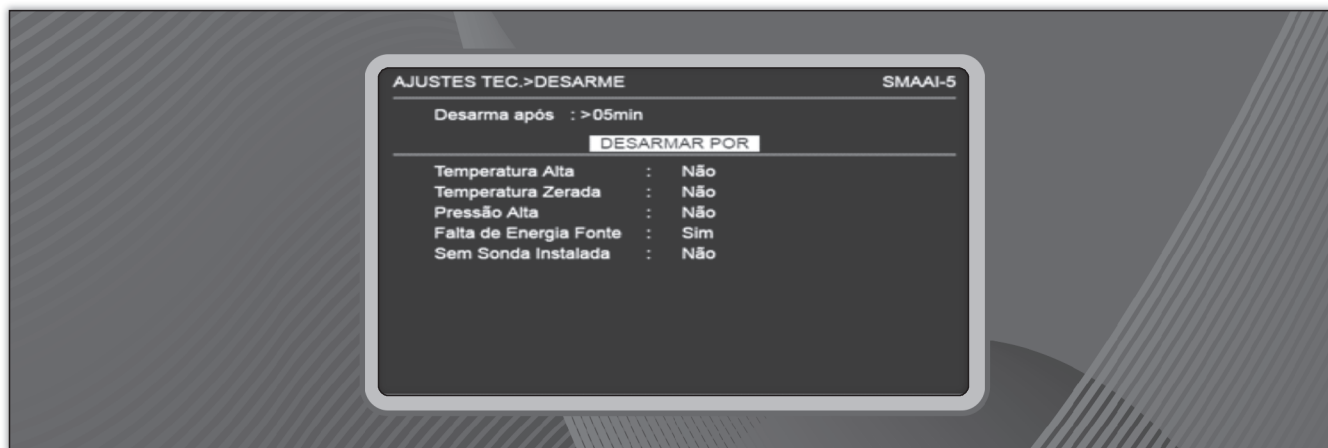 AJUSTES TEC.>DESARME SMAAI-5
Desarma após : >05min
DESARMAR POR
Temperatura Alta : Não
Temperatura Zerada : Não
Pressão Alta : Não
Falta de Energia Fonte : Sim
Sem Sonda Instalada : Não